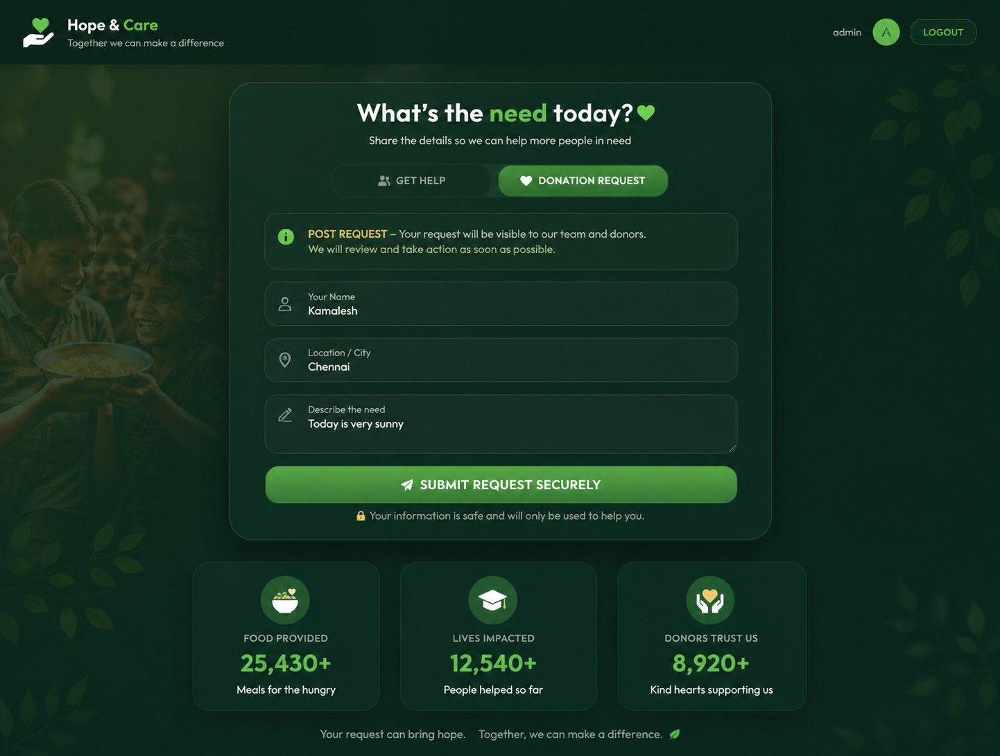 Hope & Care
Together we can make a difference
admin
A
LOGOUT
What's the need today?
Share the details so we can help more people in need
GET HELP
DONATION REQUEST
POST REQUEST – Your request will be visible to our team and donors.
We will review and take action as soon as possible.
Your Name
Kamalesh
Location / City
Chennai
Describe the need
Today is very sunny
SUBMIT REQUEST SECURELY
Your information is safe and will only be used to help you.
FOOD PROVIDED
25,430+
Meals for the hungry
LIVES IMPACTED
12,540+
People helped so far
DONORS TRUST US
8,920+
Kind hearts supporting us
Your request can bring hope. Together, we can make a difference.